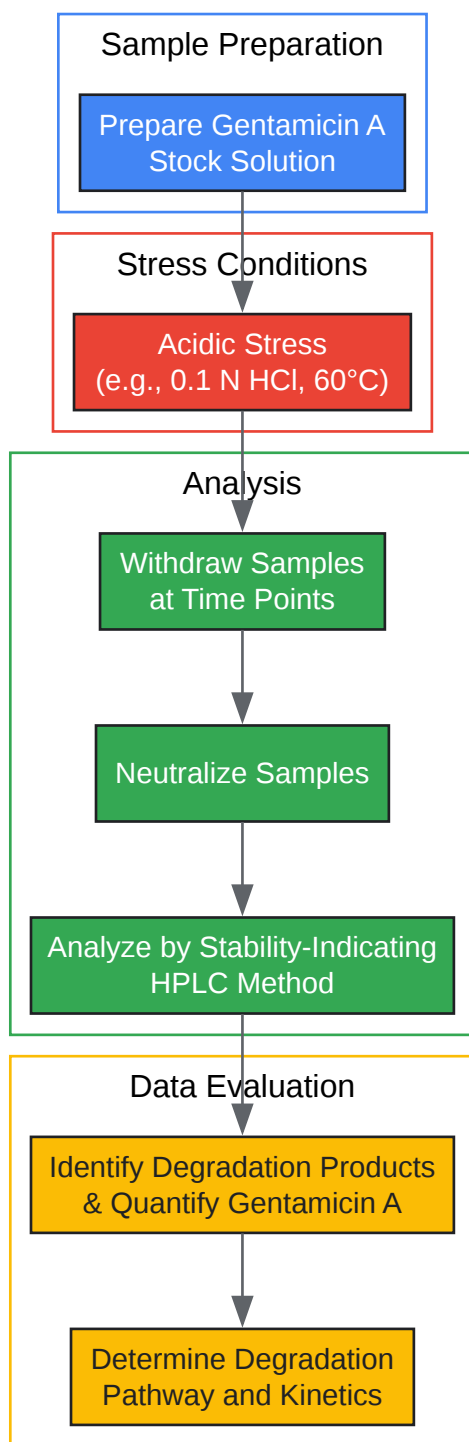 Sample Preparation
Prepare Gentamicin A
Stock Solution
Stress Conditions
Acidic Stress
(e.g., 0.1 N HCl, 60°C)
Analysis
Withdraw Samples
at Time Points
Neutralize Samples
Analyze by Stability-Indicating
HPLC Method
Data Evaluation
Identify Degradation Products
& Quantify Gentamicin A
Determine Degradation
Pathway and Kinetics